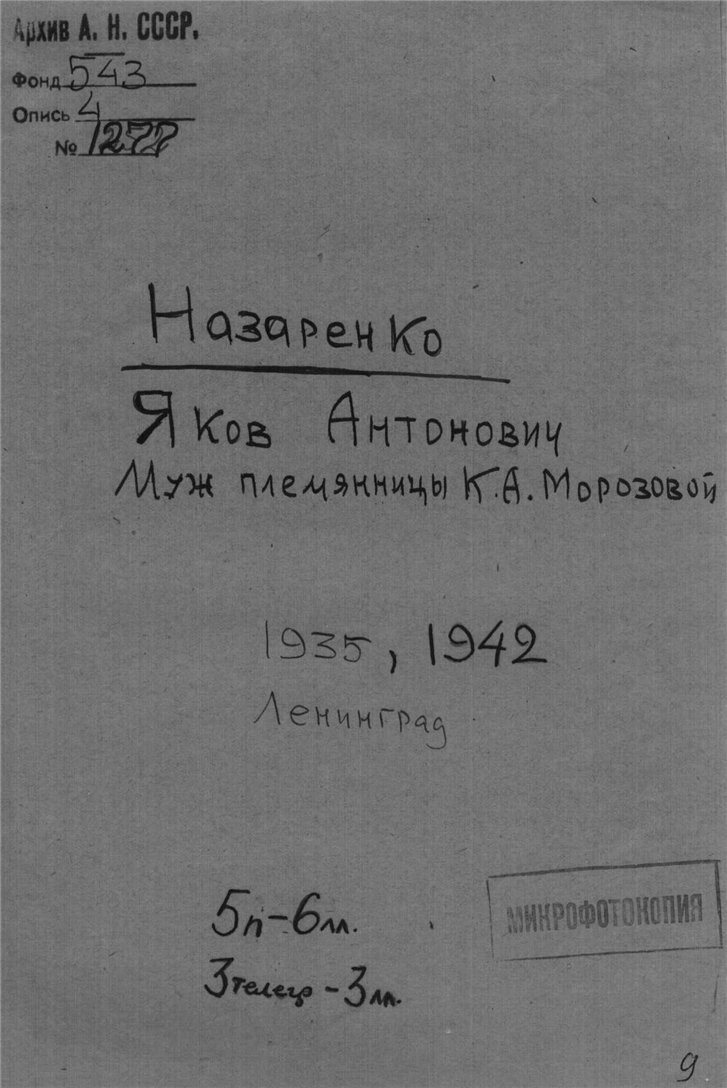 Архив А. Н. СССР.
Фонд 543
Опись 4
№ 1277
Назаренко
Яков Антонович
Муж племянницы К.А. Морозовой
1935, 1942
Ленинград
5п-6лл.
3телегр-3лл.
МИКРОФОТОКОПИЯ
9